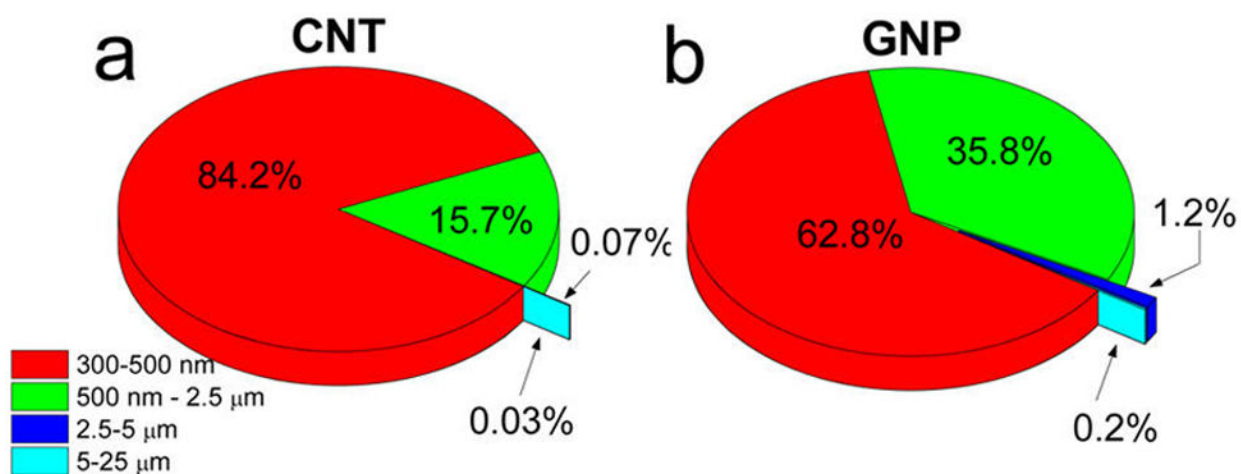 a
CNT
84.2%
15.7%
0.07%
0.03%
b
GNP
35.8%
62.8%
1.2%
0.2%
300-500 nm
500 nm - 2.5 μm
2.5-5 μm
5-25 μm